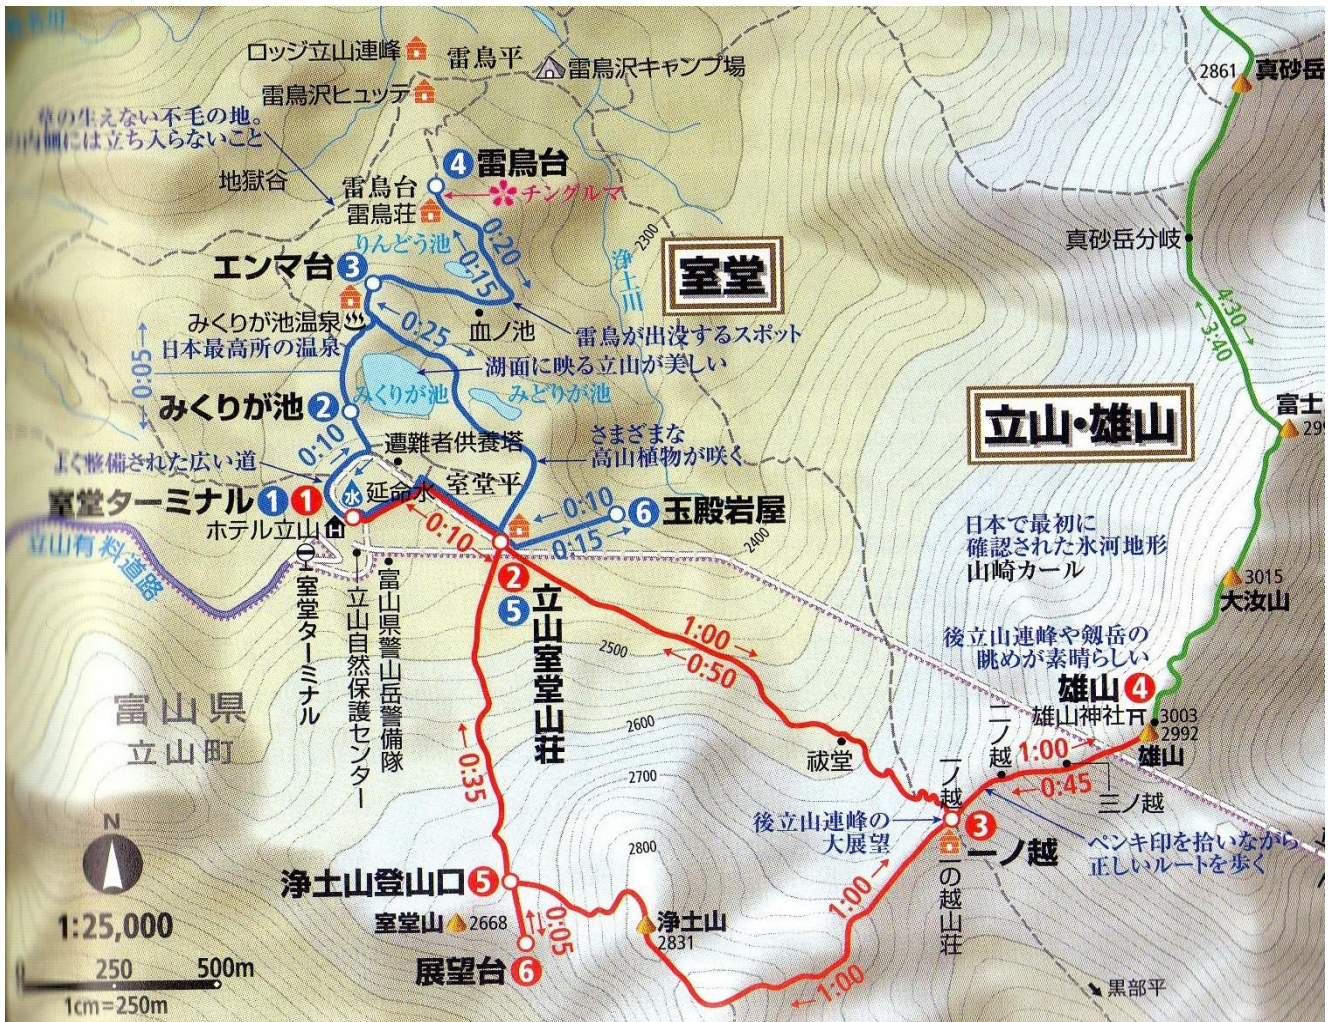 ロッジ立山連峰
雷鳥平
雷鳥沢キャンプ場
雷鳥沢ヒュッテ
2861
真砂岳
草の生えない不毛の地。
内側には立ち入らないこと
地獄谷
4 雷鳥台
雷鳥台
チングルマ
雷鳥荘
りんどう池
0:20
0:15
2300
浄土川
室堂
真砂岳分岐
エンマ台 3
みくりが池温泉
日本最高所の温泉
0:25
血ノ池
雷鳥が出没するスポット
湖面に映る立山が美しい
0:05
みくりが池
みどりが池
4:30
3:40
みくりが池 2
立山・雄山
富士
299
0:10
遭難者供養塔
さまざまな
高山植物が咲く
よく整備された広い道
室堂ターミナル 1 1
水
延命水
室堂平
ホテル立山
0:10
0:10
0:15
6 玉殿岩屋
2400
立山有料道路
室堂ターミナル
立山自然保護センター
富山県警山岳警備隊
2
5
立山室堂山荘
日本で最初に
確認された氷河地形
山崎カール
3015
大汝山
2500
1:00
0:50
後立山連峰や剱岳の
眺めが素晴らしい
雄山 4
雄山神社
3003
2992
雄山
富山県
立山町
2600
祓堂
一ノ越
二ノ越
1:00
0:45
三ノ越
0:35
2700
後立山連峰の
大展望
3
一ノ越
一の越山荘
ペンキ印を拾いながら
正しいルートを歩く
2800
N
1:25,000
250
500m
1cm=250m
浄土山登山口 5
室堂山
2668
0:05
展望台 6
浄土山
2831
1:00
1:00
黒部平